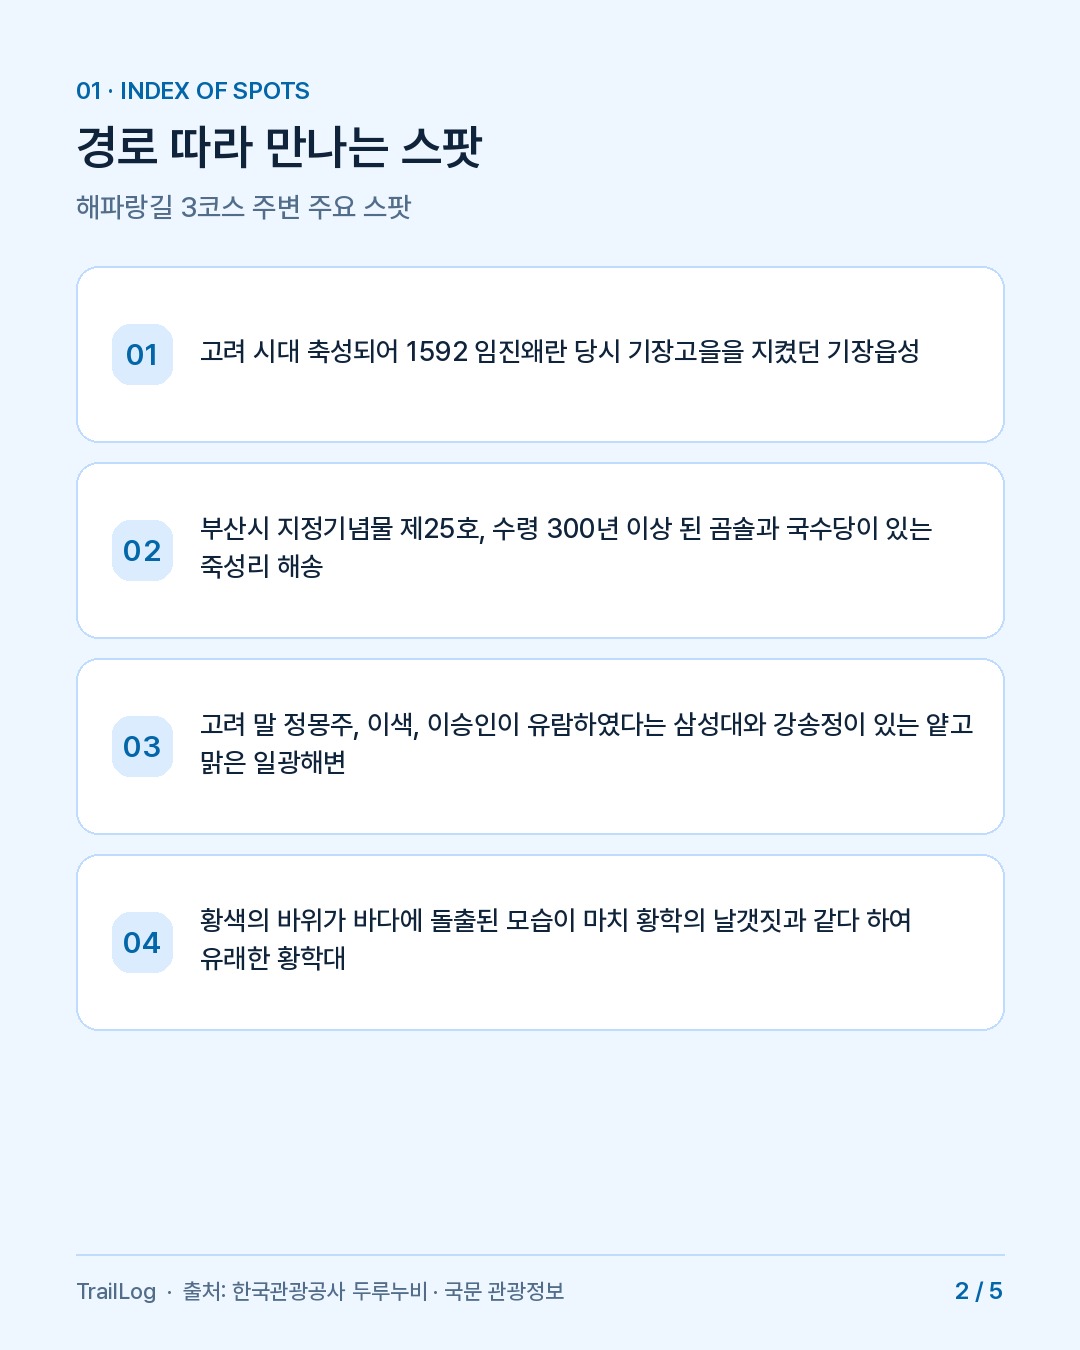 01 · INDEX OF SPOTS
경로 따라 만나는 스팟
해파랑길 3코스 주변 주요 스팟
01
고려 시대 축성되어 1592 임진왜란 당시 기장고을을 지켰던 기장읍성
02
부산시 지정기념물 제25호, 수령 300년 이상 된 곰솔과 국수당이 있는
죽성리 해송
03
고려 말 정몽주, 이색, 이승인이 유람하였다는 삼성대와 강송정이 있는 얕고
맑은 일광해변
04
황색의 바위가 바다에 돌출된 모습이 마치 황학의 날갯짓과 같다 하여
유래한 황학대
TrailLog · 출처: 한국관광공사 두루누비 · 국문 관광정보
2 / 5